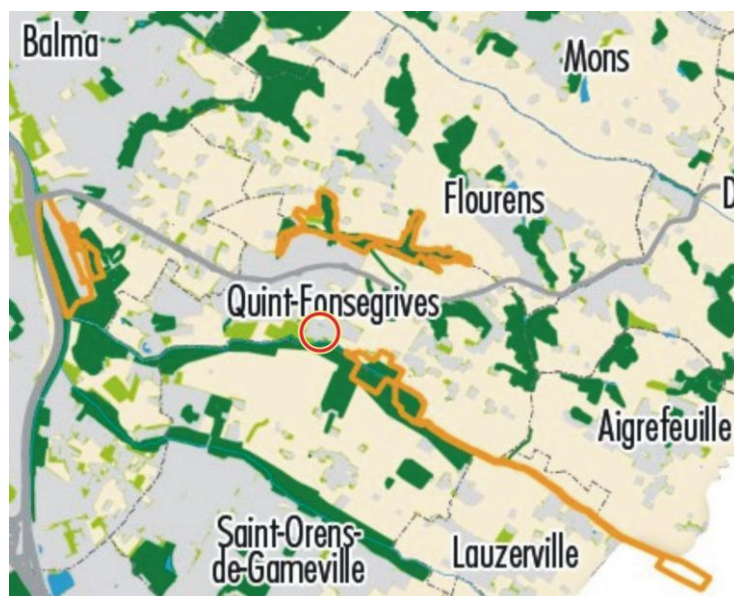 Balma
Mons
Flourens
D
Quint-Fonsegrives
Aigrefeuille
Saint-Orens-
de-Gameville
Lauzerville